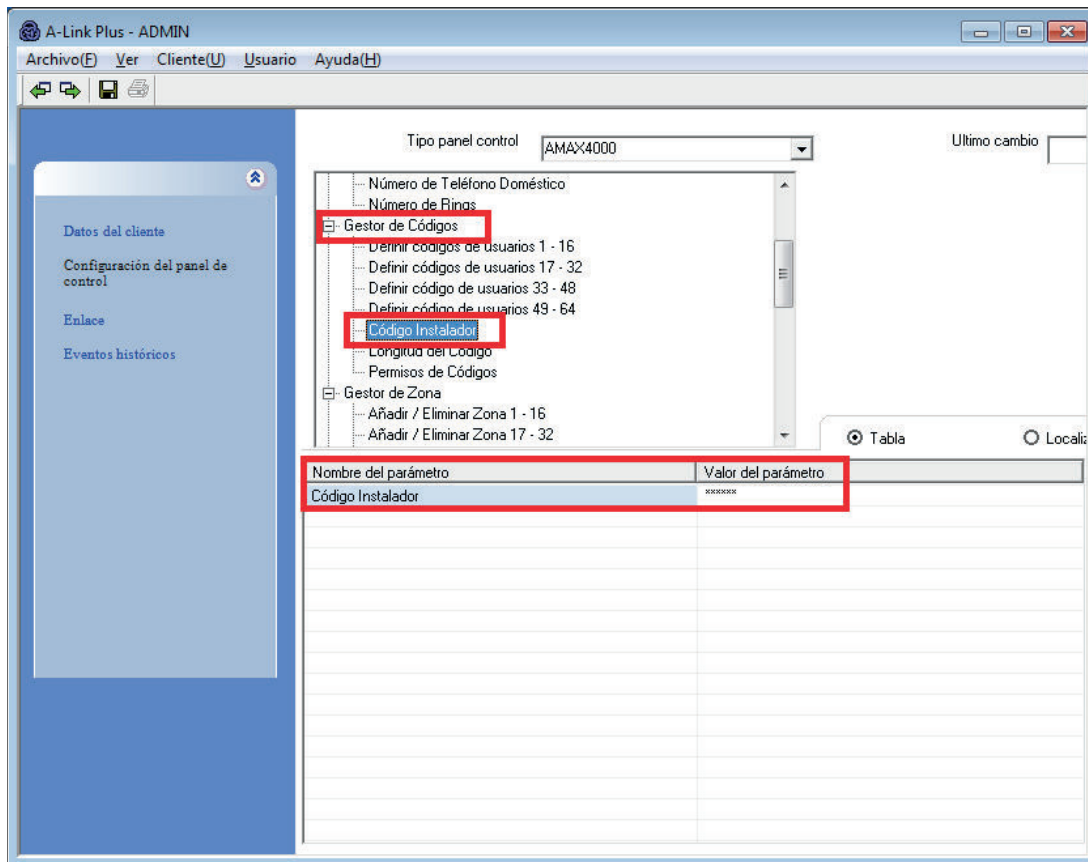 A-Link Plus - ADMIN
Archivo(F) Ver Cliente(U) Usuario Ayuda(H)
Tipo panel control AMAX4000 Ultimo cambio
Número de Teléfono Doméstico
Número de Rings
Gestor de Códigos
Definir códigos de usuarios 1 - 16
Datos del cliente
Definir códigos de usuarios 17 - 32
Configuración del panel de
control
Definir código de usuarios 33 - 48
Definir código de usuarios 49 - 64
Enlace
Código Instalador
Longitud del Código
Eventos históricos
Permisos de Códigos
Gestor de Zona
Añadir / Eliminar Zona 1 - 16
Añadir / Eliminar Zona 17 - 32
Tabla Localiz
Nombre del parámetro Valor del parámetro
Código Instalador ******